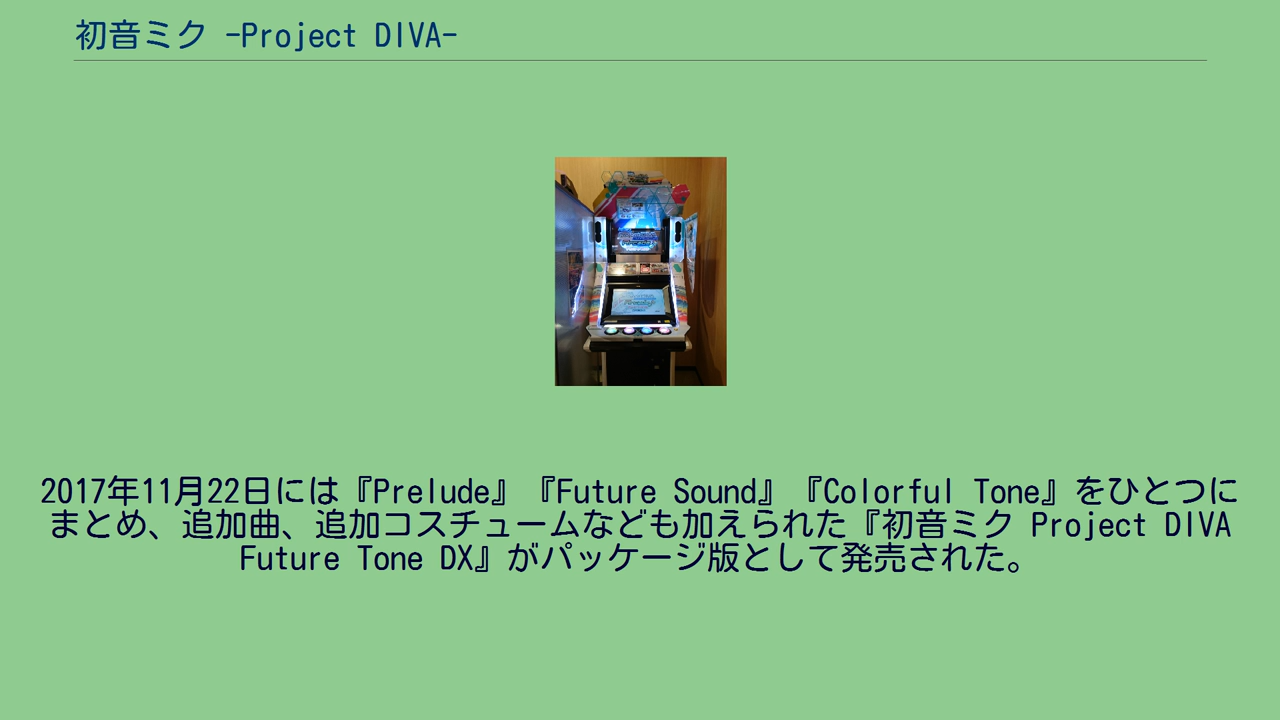 初音ミク -Project DIVA-
2017年11月22日には『Prelude』『Future Sound』『Colorful Tone』をひとつに
まとめ、追加曲、追加コスチュームなども加えられた『初音ミク Project DIVA
Future Tone DX』がパッケージ版として発売された。